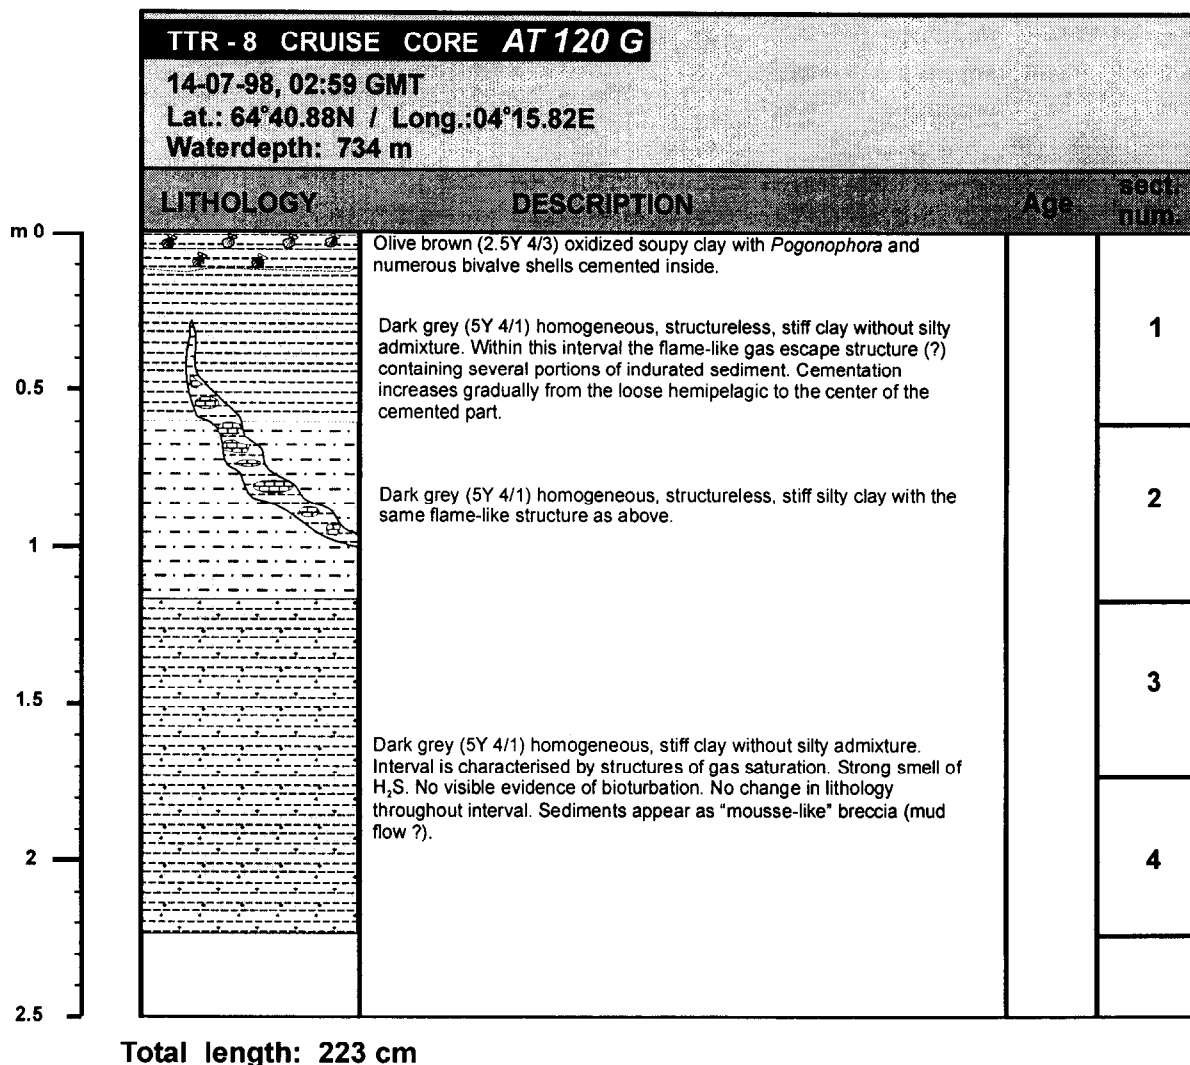 TTR - 8 CRUISE CORE AT 120 G
14-07-98, 02:59 GMT
Lat.: 64°40.88N / Long.:04°15.82E
Waterdepth: 734 m
LITHOLOGY DESCRIPTION Age sect. num.
m 0
Olive brown (2.5Y 4/3) oxidized soupy clay with Pogonophora and
numerous bivalve shells cemented inside.
Dark grey (5Y 4/1) homogeneous, structureless, stiff clay without silty
admixture. Within this interval the flame-like gas escape structure (?)
containing several portions of indurated sediment. Cementation
increases gradually from the loose hemipelagic to the center of the
cemented part.
1
0.5
Dark grey (5Y 4/1) homogeneous, structureless, stiff silty clay with the
same flame-like structure as above.
2
1
3
1.5
Dark grey (5Y 4/1) homogeneous, stiff clay without silty admixture.
Interval is characterised by structures of gas saturation. Strong smell of
H₂S. No visible evidence of bioturbation. No change in lithology
throughout interval. Sediments appear as "mousse-like" breccia (mud
flow ?).
2
4
2.5
Total length: 223 cm